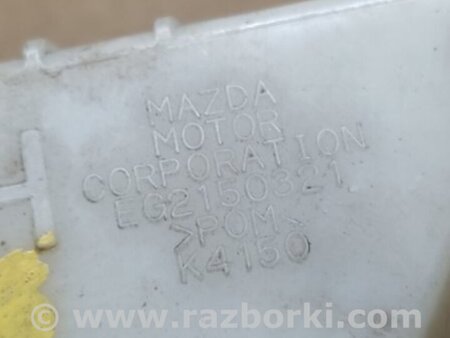 MAZDA
MOTOR
CORPORATION
EG2150321
>POM<
K4150
www.razborki.com